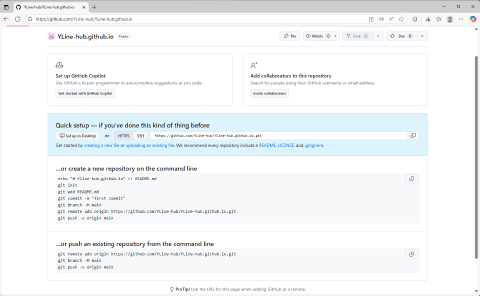 YLine-hub/YLine-hub.github.io
https://github.com/YLine-hub/YLine-hub.github.io
YLine-hub.github.io Public
Pin Watch 0 Fork 0 Star 0
Set up GitHub Copilot
Use GitHub's AI pair programmer to autocomplete suggestions as you code.
Get started with GitHub Copilot
Add collaborators to this repository
Search for people using their GitHub username or email address.
Invite collaborators
Quick setup — if you've done this kind of thing before
Set up in Desktop or HTTPS SSH https://github.com/YLine-hub/YLine-hub.github.io.git
Get started by creating a new file or uploading an existing file. We recommend every repository include a README, LICENSE, and .gitignore.
...or create a new repository on the command line
echo "# YLine-hub.github.io" >> README.md
git init
git add README.md
git commit -m "first commit"
git branch -M main
git remote add origin https://github.com/YLine-hub/YLine-hub.github.io.git
git push -u origin main
...or push an existing repository from the command line
git remote add origin https://github.com/YLine-hub/YLine-hub.github.io.git
git branch -M main
git push -u origin main
ProTip! Use the URL for this page when adding GitHub as a remote.